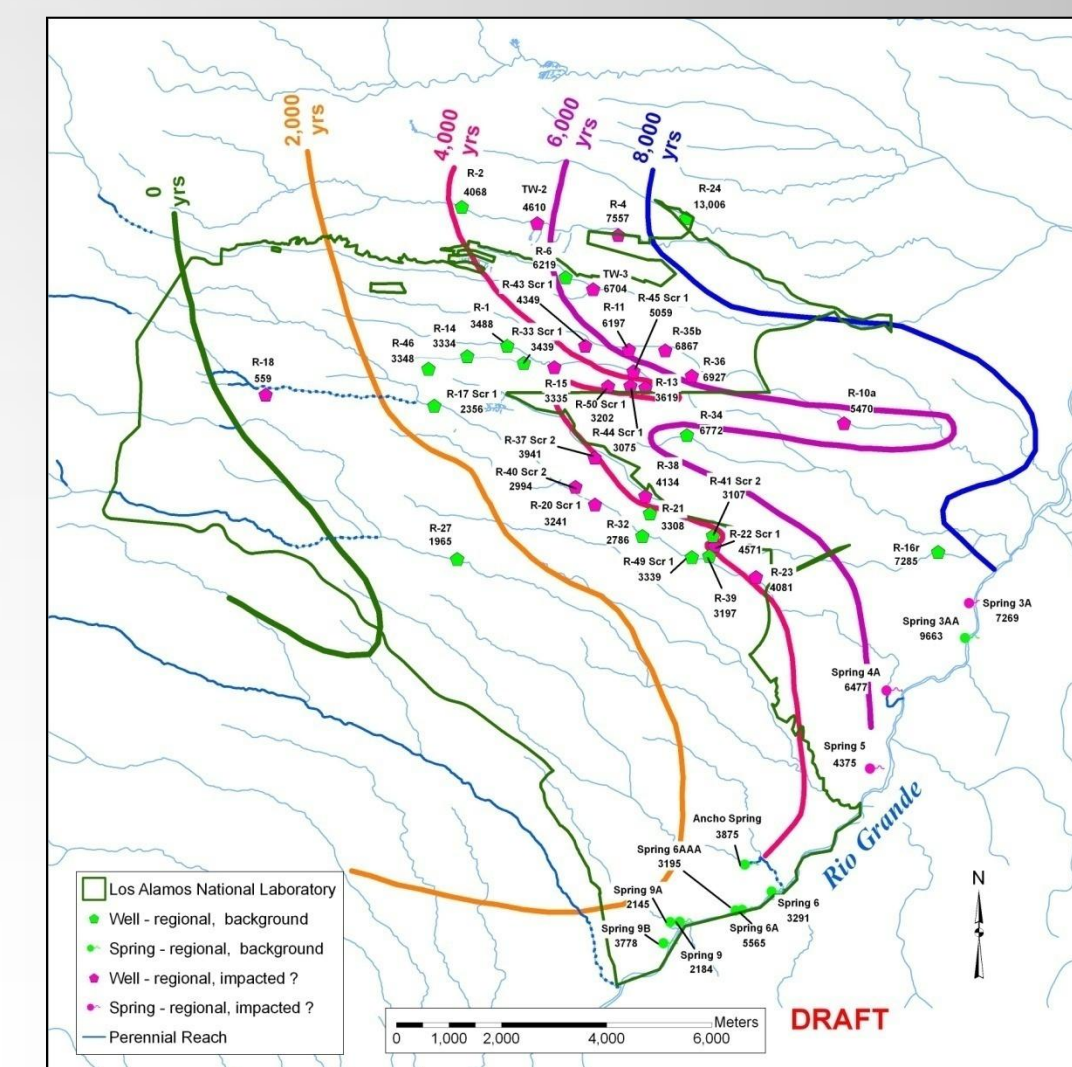 0
yrs
2,000
yrs
4,000
yrs
6,000
yrs
8,000
yrs
R-2
4068
TW-2
4610
R-4
7557
R-24
13,006
R-6
6219
TW-3
6704
R-43 Scr 1
4349
R-11
6197
R-45 Scr 1
5059
R-1
3488
R-33 Scr 1
3439
R-14
3334
R-46
3348
R-35b
6867
R-36
6927
R-18
559
R-17 Scr 1
2356
R-15
3335
R-50 Scr 1
3202
R-13
3619
R-44 Scr 1
3075
R-10a
5470
R-34
6772
R-37 Scr 2
3941
R-40 Scr 2
2994
R-20 Scr 1
3241
R-38
4134
R-41 Scr 2
3107
R-21
3308
R-32
2786
R-22 Scr 1
4571
R-27
1965
R-49 Scr 1
3339
R-39
3197
R-23
4081
R-16r
7285
Spring 3A
7269
Spring 3AA
9663
Spring 4A
6477
Spring 5
4375
Ancho Spring
3875
Spring 6AAA
3195
Spring 9A
2145
Spring 9B
3778
Spring 9
2184
Spring 6
3291
Spring 6A
5565
Rio Grande
N
Los Alamos National Laboratory
Well - regional, background
Spring - regional, background
Well - regional, impacted ?
Spring - regional, impacted ?
Perennial Reach
Meters
0 1,000 2,000 4,000 6,000
DRAFT